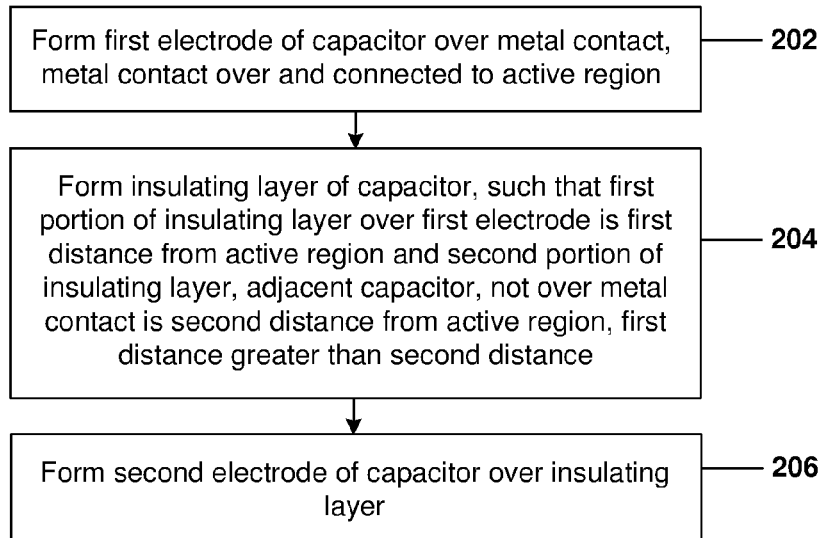 Form first electrode of capacitor over metal contact,
metal contact over and connected to active region
202
Form insulating layer of capacitor, such that first
portion of insulating layer over first electrode is first
distance from active region and second portion of
insulating layer, adjacent capacitor, not over metal
contact is second distance from active region, first
distance greater than second distance
204
Form second electrode of capacitor over insulating
layer
206